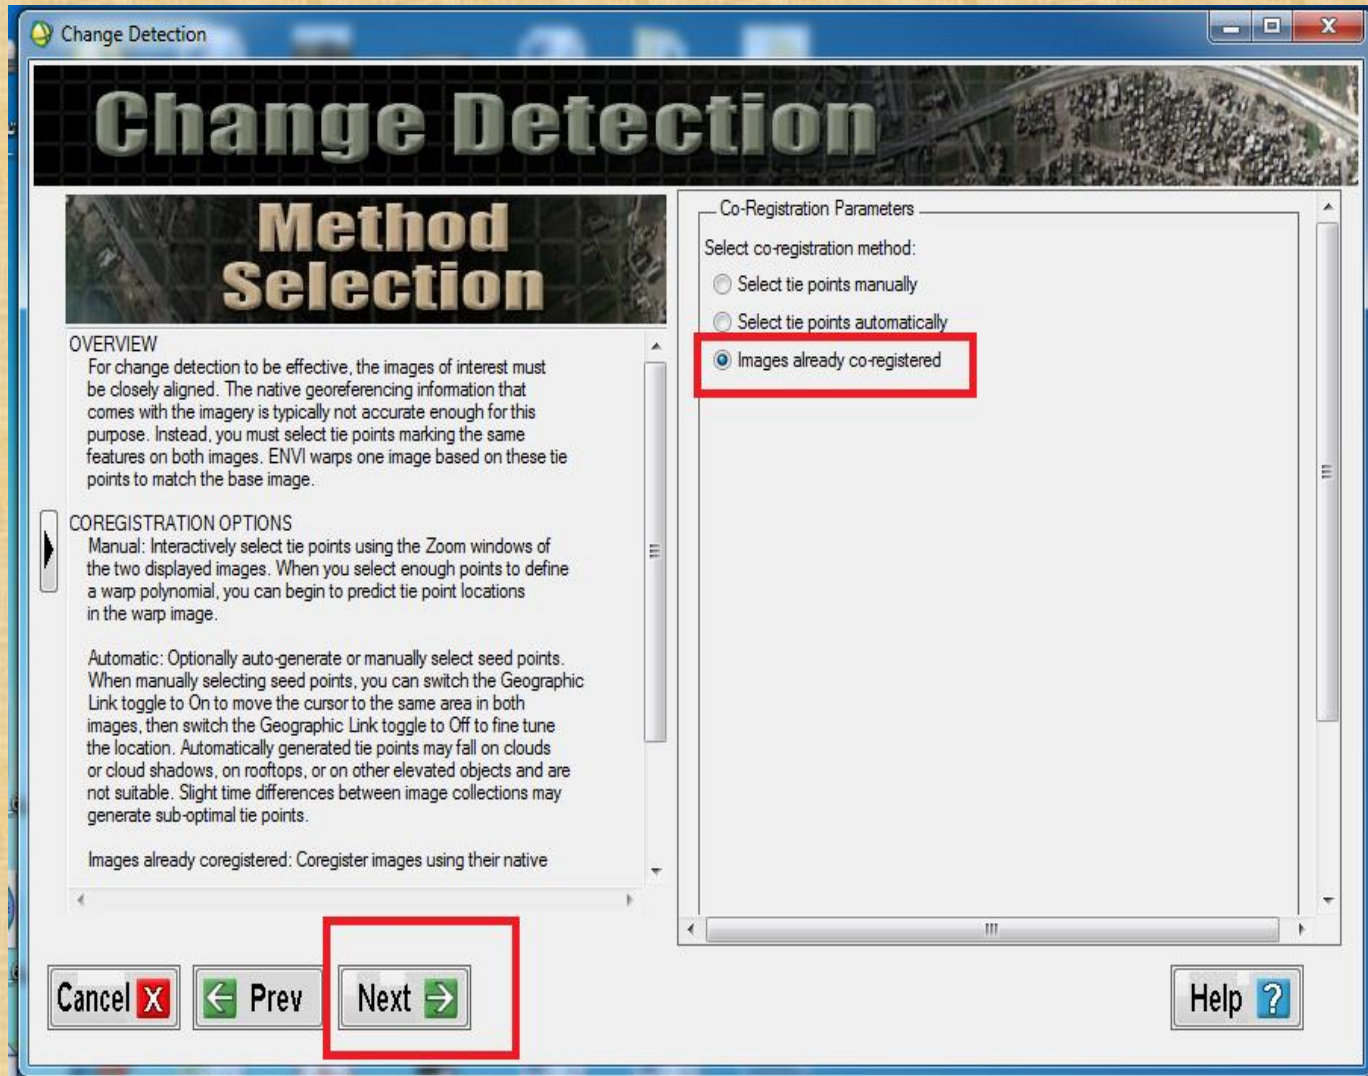 Change Detection
Change Detection
Method
Selection
OVERVIEW
For change detection to be effective, the images of interest must
be closely aligned. The native georeferencing information that
comes with the imagery is typically not accurate enough for this
purpose. Instead, you must select tie points marking the same
features on both images. ENVI warps one image based on these tie
points to match the base image.
COREGISTRATION OPTIONS
Manual: Interactively select tie points using the Zoom windows of
the two displayed images. When you select enough points to define
a warp polynomial, you can begin to predict tie point locations
in the warp image.
Automatic: Optionally auto-generate or manually select seed points.
When manually selecting seed points, you can switch the Geographic
Link toggle to On to move the cursor to the same area in both
images, then switch the Geographic Link toggle to Off to fine tune
the location. Automatically generated tie points may fall on clouds
or cloud shadows, on rooftops, or on other elevated objects and are
not suitable. Slight time differences between image collections may
generate sub-optimal tie points.
Images already coregistered: Coregister images using their native
Co-Registration Parameters
Select co-registration method:
Select tie points manually
Select tie points automatically
Images already co-registered
Cancel X
Prev
Next
Help ?